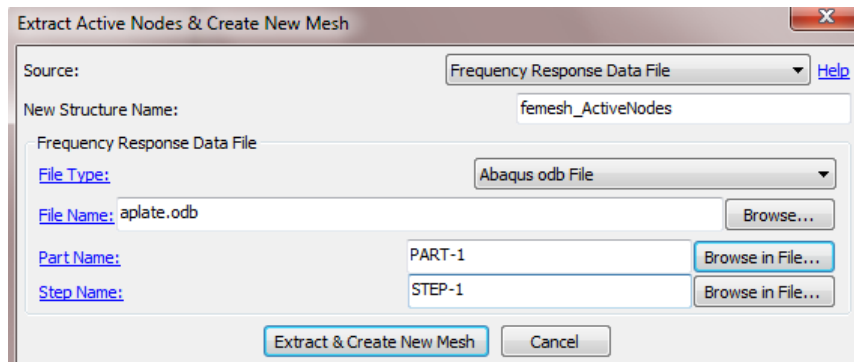 Extract Active Nodes & Create New Mesh
Source: Frequency Response Data File Help
New Structure Name: femesh_ActiveNodes
Frequency Response Data File
File Type: Abaqus odb File
File Name: aplate.odb Browse...
Part Name: PART-1 Browse in File...
Step Name: STEP-1 Browse in File...
Extract & Create New Mesh Cancel